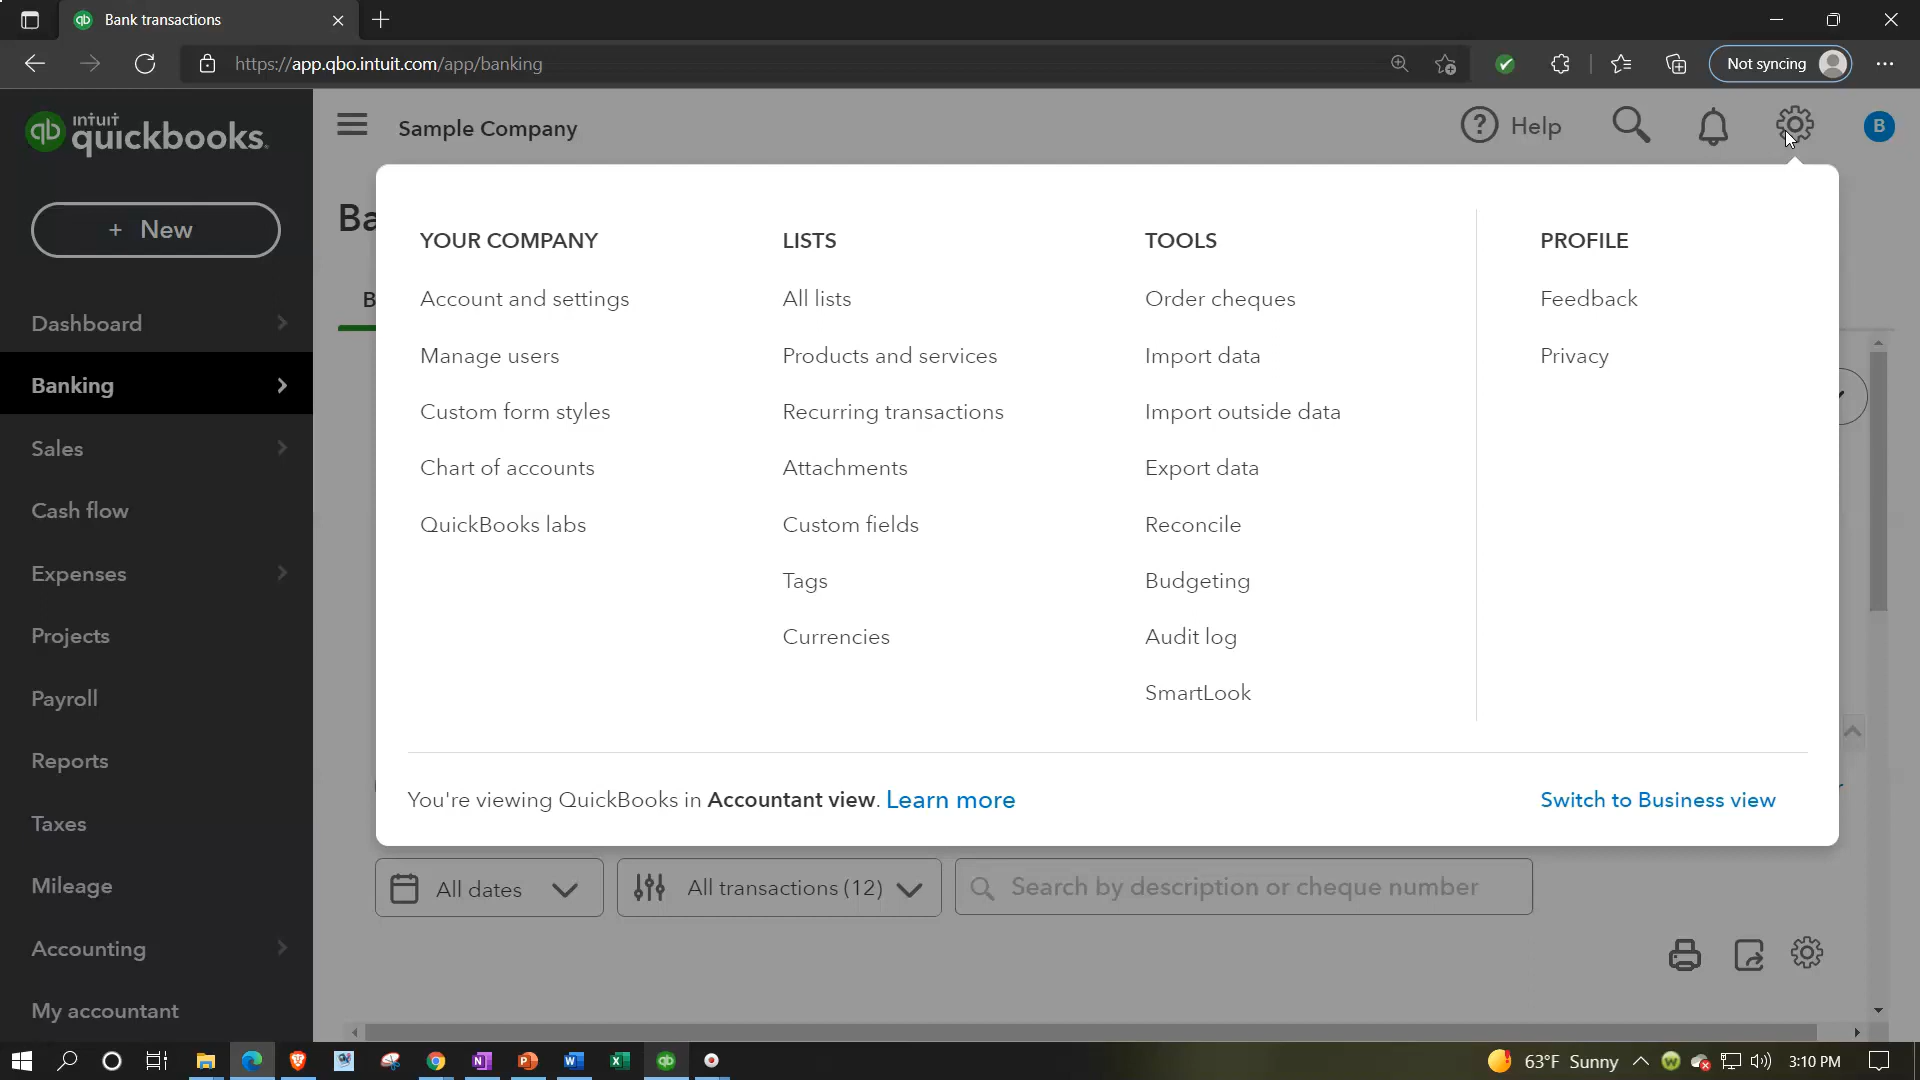 Bank transactions
https://app.qbo.intuit.com/app/banking
Not syncing
intuit
quickbooks.
Sample Company
Help
B
+ New
Dashboard
Banking
Sales
Cash flow
Expenses
Projects
Payroll
Reports
Taxes
Mileage
Accounting
My accountant
Ba
B
YOUR COMPANY
Account and settings
Manage users
Custom form styles
Chart of accounts
QuickBooks labs
LISTS
All lists
Products and services
Recurring transactions
Attachments
Custom fields
Tags
Currencies
TOOLS
Order cheques
Import data
Import outside data
Export data
Reconcile
Budgeting
Audit log
SmartLook
PROFILE
Feedback
Privacy
You're viewing QuickBooks in Accountant view. Learn more
Switch to Business view
All dates
All transactions (12)
Search by description or cheque number
63°F Sunny
3:10 PM